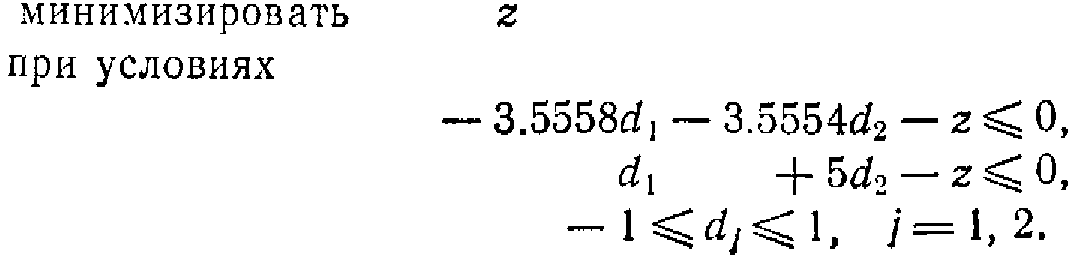 минимизировать z
при условиях
— 3.5558d₁ — 3.5554d₂ — z ⩽ 0,
d₁ + 5d₂ — z ⩽ 0,
— 1 ⩽ dⱼ ⩽ 1, j = 1, 2.